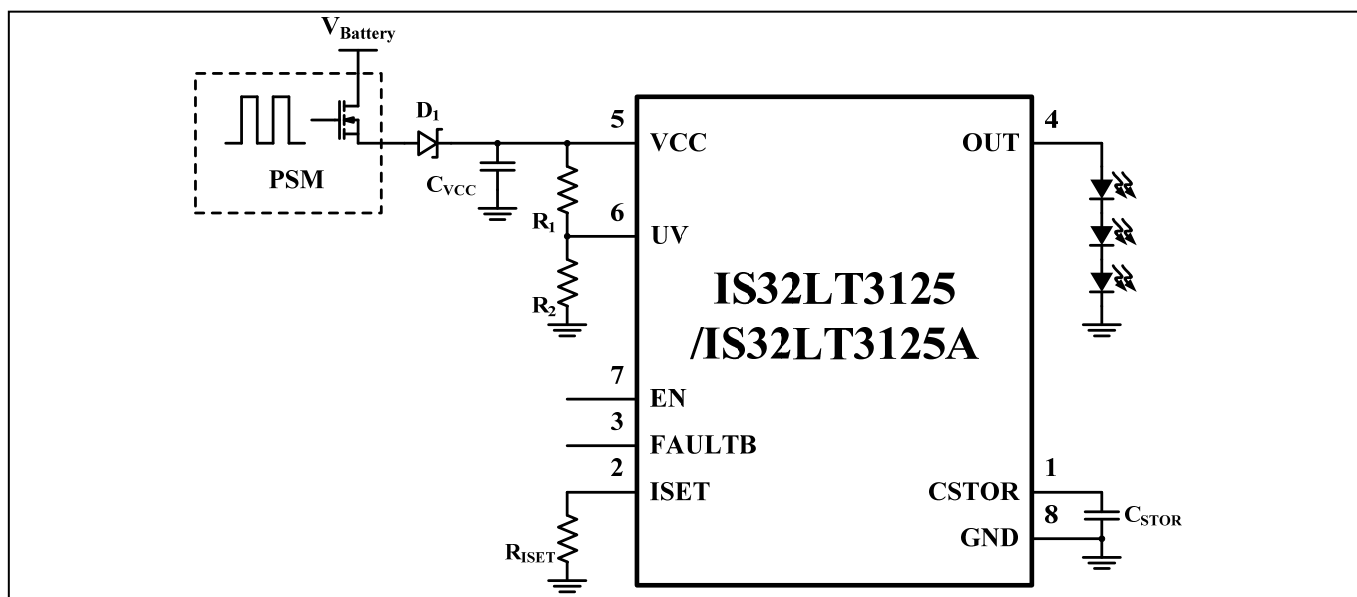 VBattery
PSM
D1
CVCC
R1
R2
5
VCC
6
UV
7
EN
3
FAULTB
2
ISET
RISET
IS32LT3125
/IS32LT3125A
4
OUT
1
CSTOR
8
GND
CSTOR